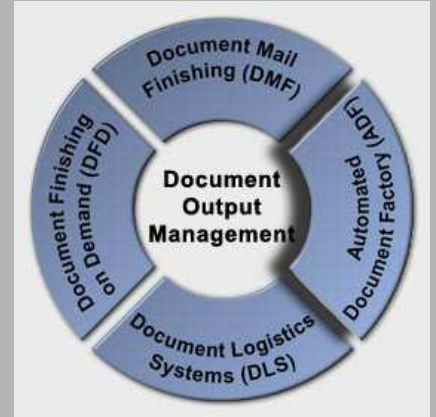 Document Mail
Finishing (DMF)
Automated
Document Factory (ADF)
Document Logistics
Systems (DLS)
Document Finishing
on Demand (DFD)
Document
Output
Management